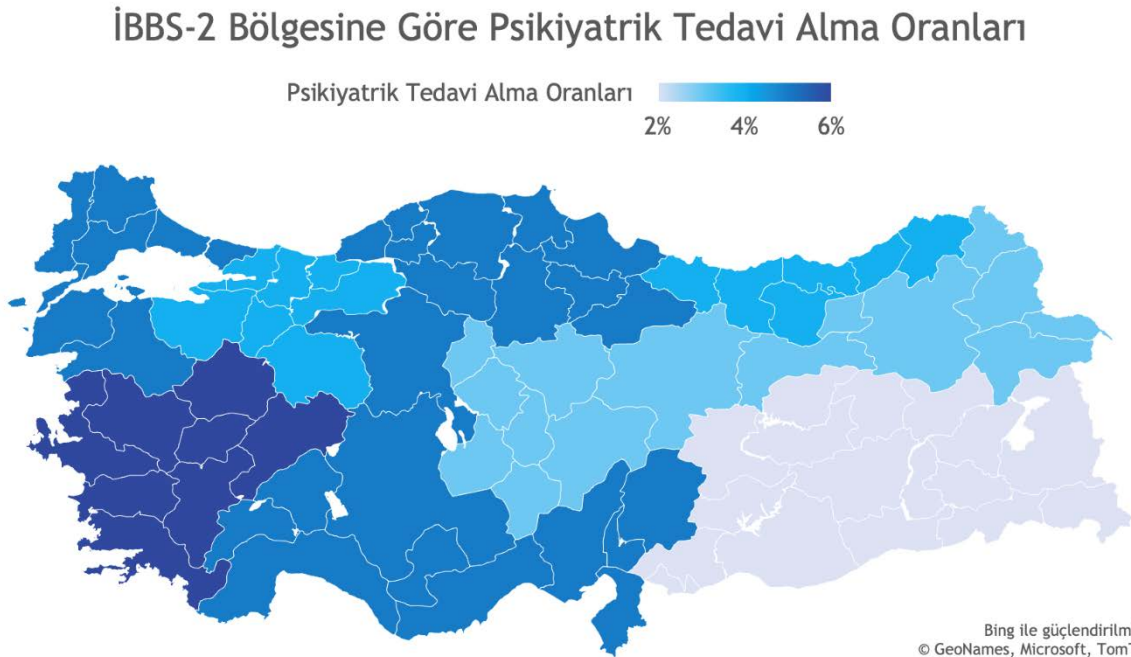 İBBS-2 Bölgesine Göre Psikiyatrik Tedavi Alma Oranları
Psikiyatrik Tedavi Alma Oranları
2% 4% 6%
Bing ile güçlendirilm
© GeoNames, Microsoft, Tom